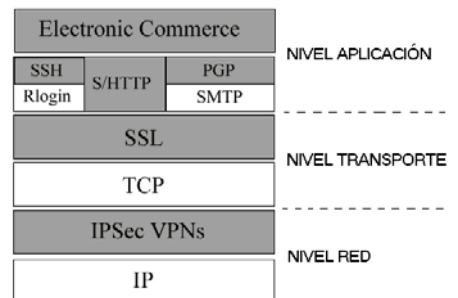 Electronic Commerce
NIVEL APLICACIÓN
SSH
S/HTTP
PGP
Rlogin
SMTP
SSL
NIVEL TRANSPORTE
TCP
IPSec VPNs
NIVEL RED
IP